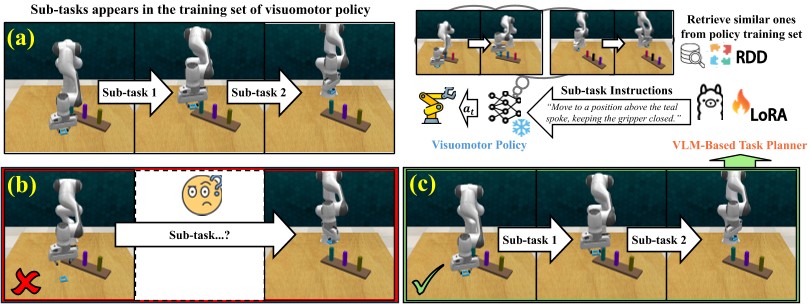 Sub-tasks appears in the training set of visuomotor policy
(a)
Sub-task 1
Sub-task 2
Retrieve similar ones
from policy training set
RDD
Sub-task Instructions
"Move to a position above the teal
spoke, keeping the gripper closed."
a_t
LoRA
Visuomotor Policy
VLM-Based Task Planner
(b)
Sub-task...?
(c)
Sub-task 1
Sub-task 2